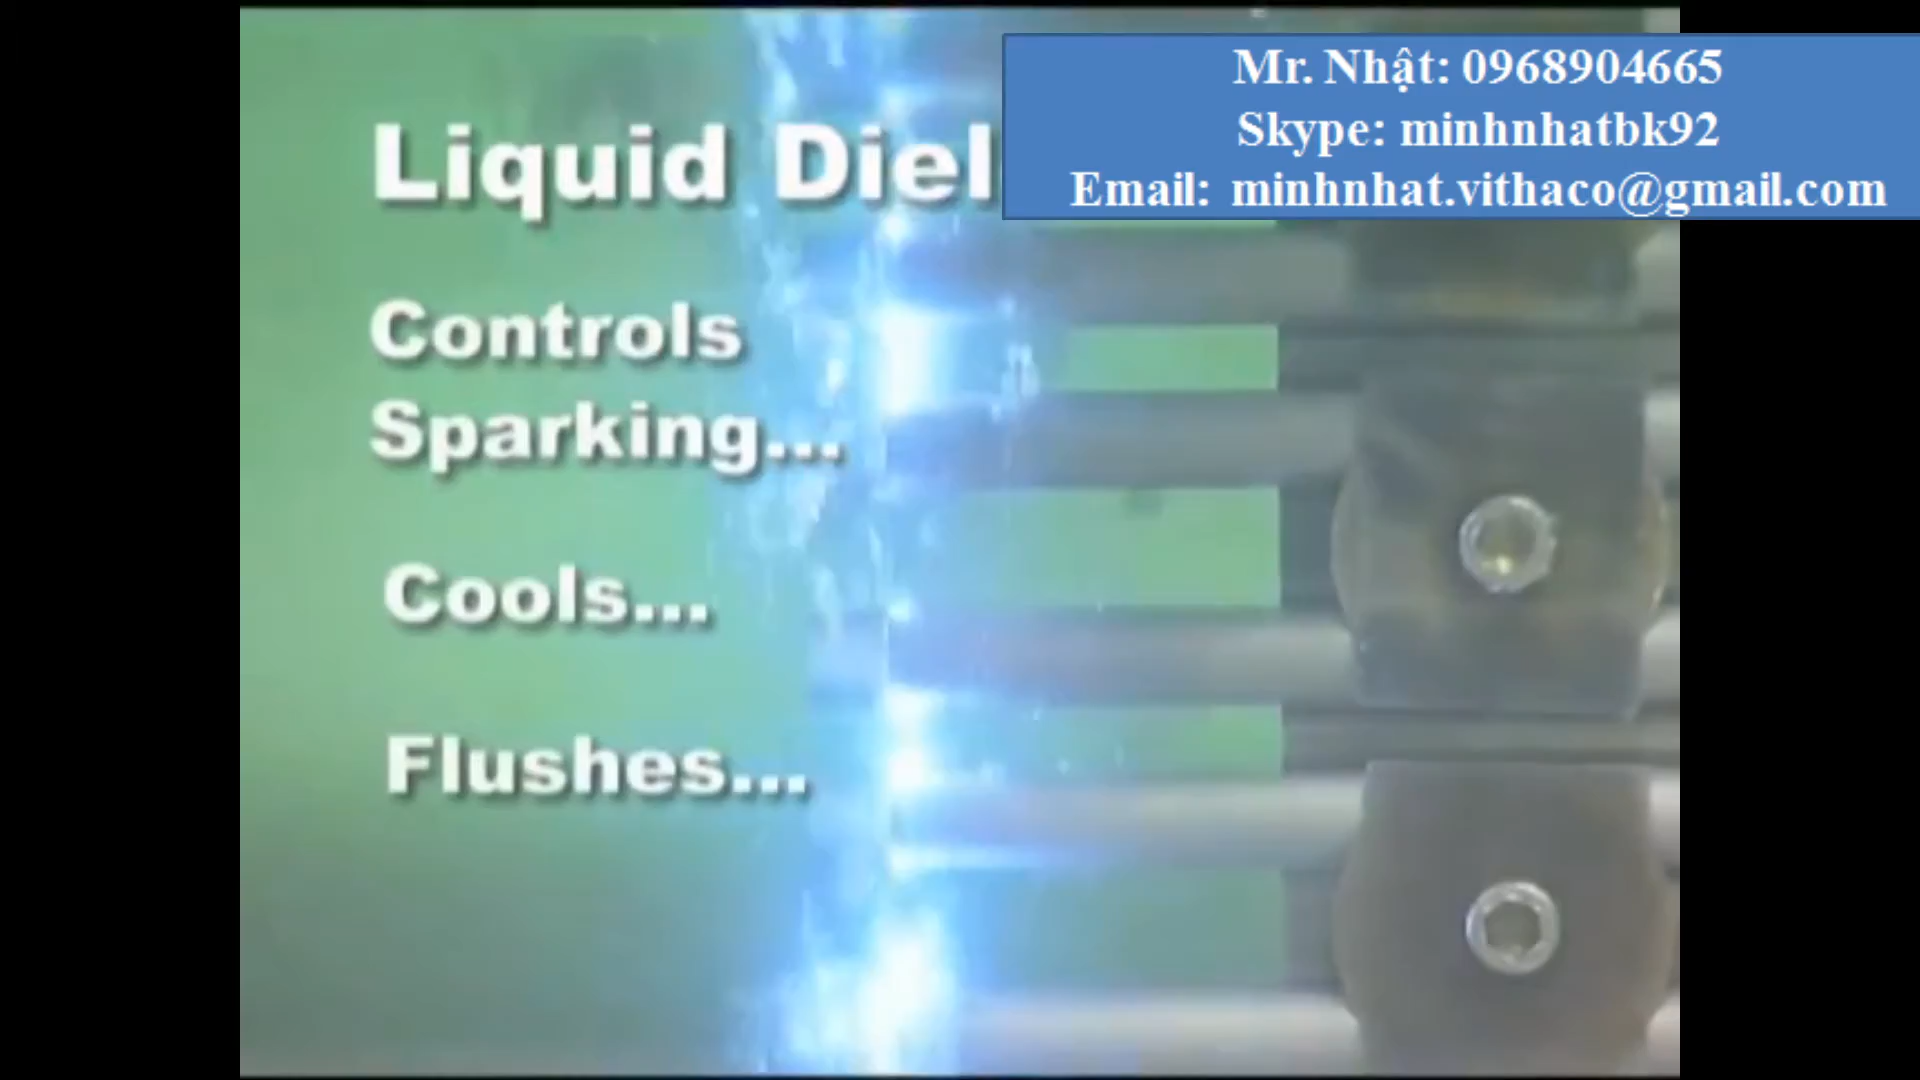 Mr. Nhật: 0968904665
Skype: minhnhatbk92
Email: minhnhat.vithaco@gmail.com
Liquid Diel
Controls
Sparking...
Cools...
Flushes...